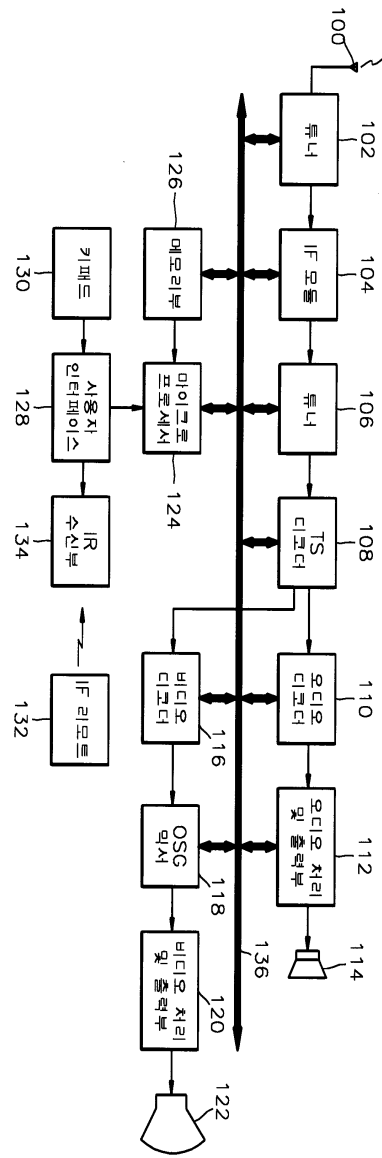 100
102
튜너
104
IF 모듈
106
튜너
108
TS
디코더
110
오디오
디코더
112
오디오 처리
및 출력부
114
126
메모리부
마이크로
프로세서
124
비디오
디코더
116
OSG
믹서
118
비디오 처리
및 출력부
120
122
136
키패드
130
사용자
인터페이스
128
IR
수신부
134
IF 리모트
132